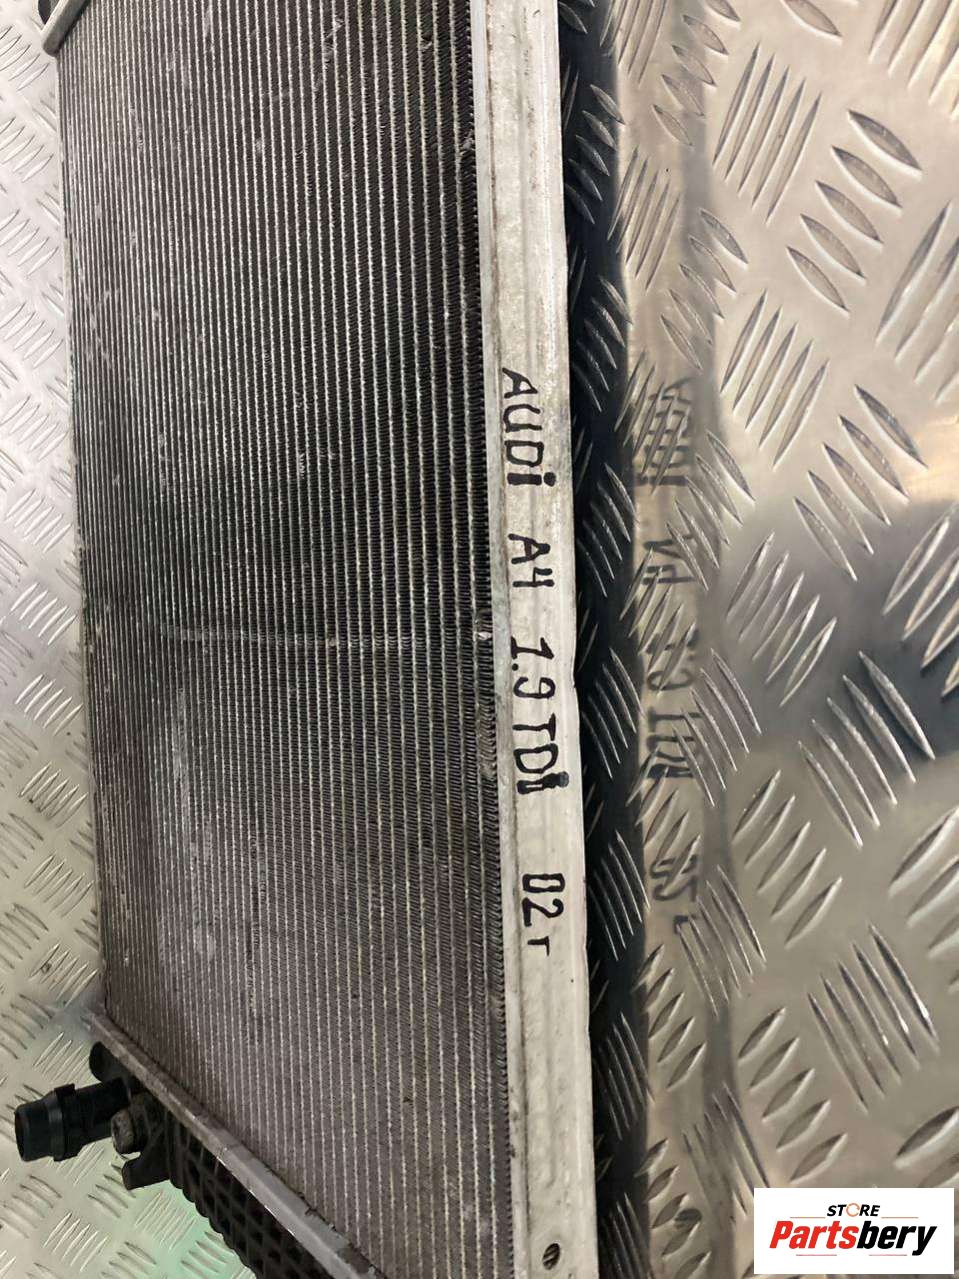 AUDI A4 1.9 TDI 02г
STORE
Partsbery